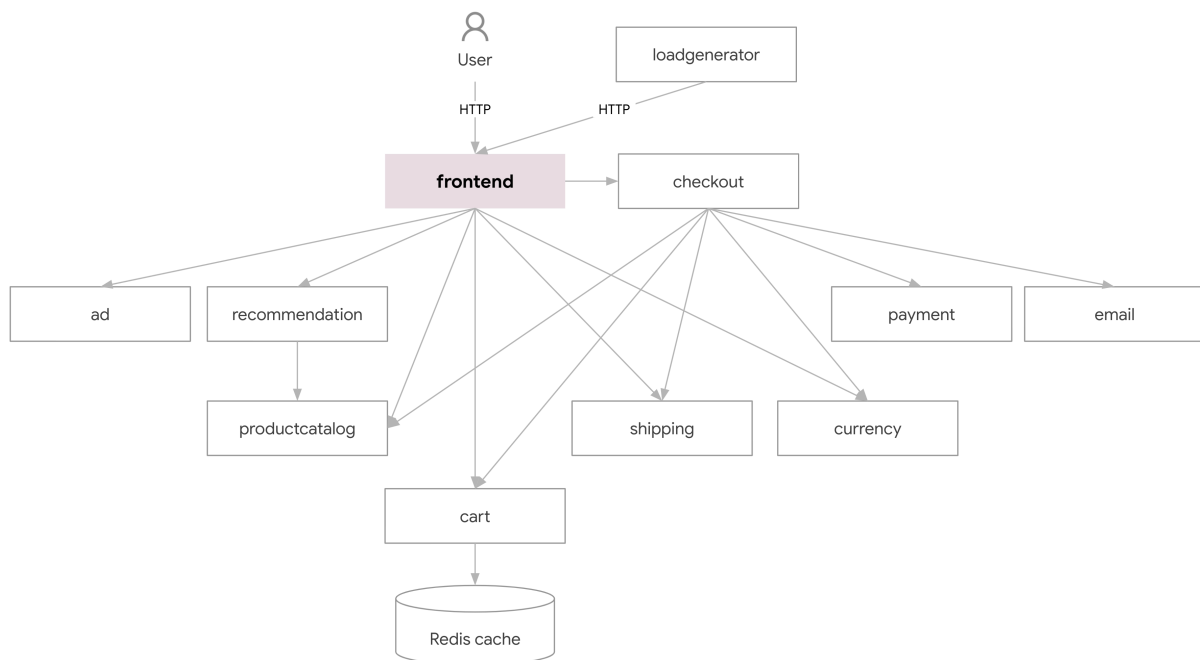 User
loadgenerator
HTTP
HTTP
frontend
checkout
ad
recommendation
payment
email
productcatalog
shipping
currency
cart
Redis cache